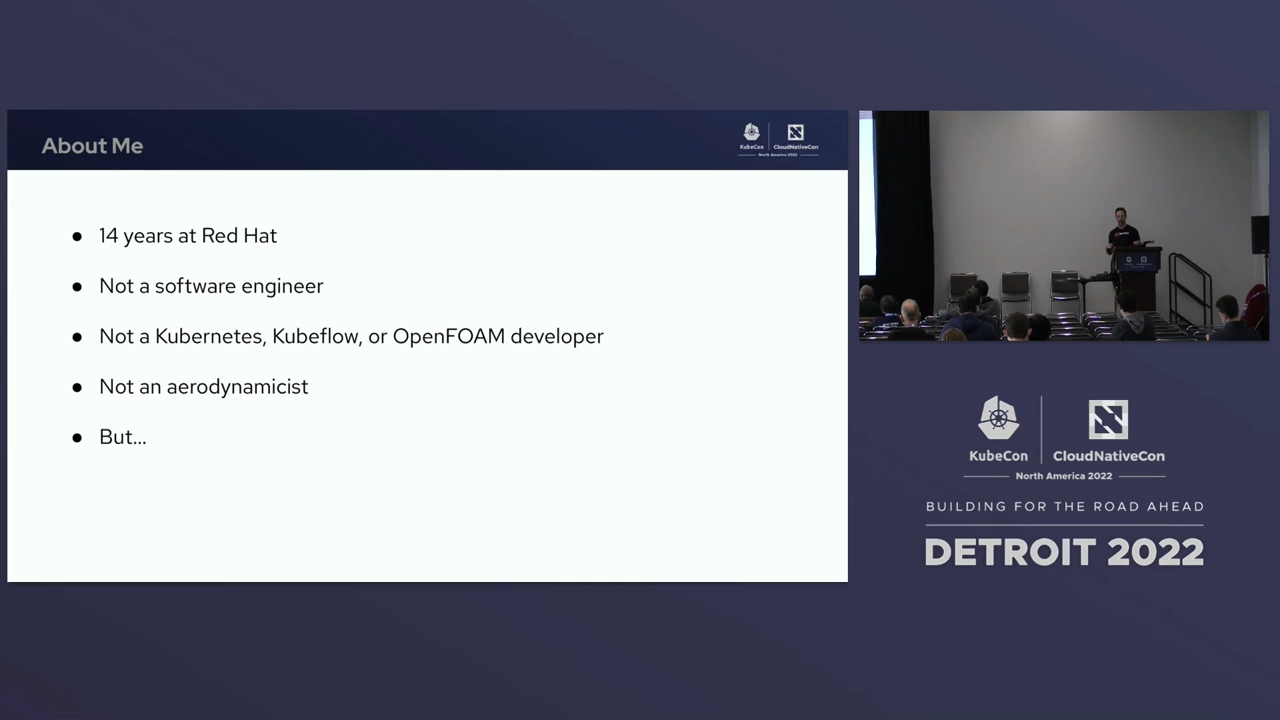 About Me
KubeCon
CloudNativeCon
North America 2022
● 14 years at Red Hat
● Not a software engineer
● Not a Kubernetes, Kubeflow, or OpenFOAM developer
● Not an aerodynamicist
● But...
KubeCon
CloudNativeCon
North America 2022
BUILDING FOR THE ROAD AHEAD
DETROIT 2022